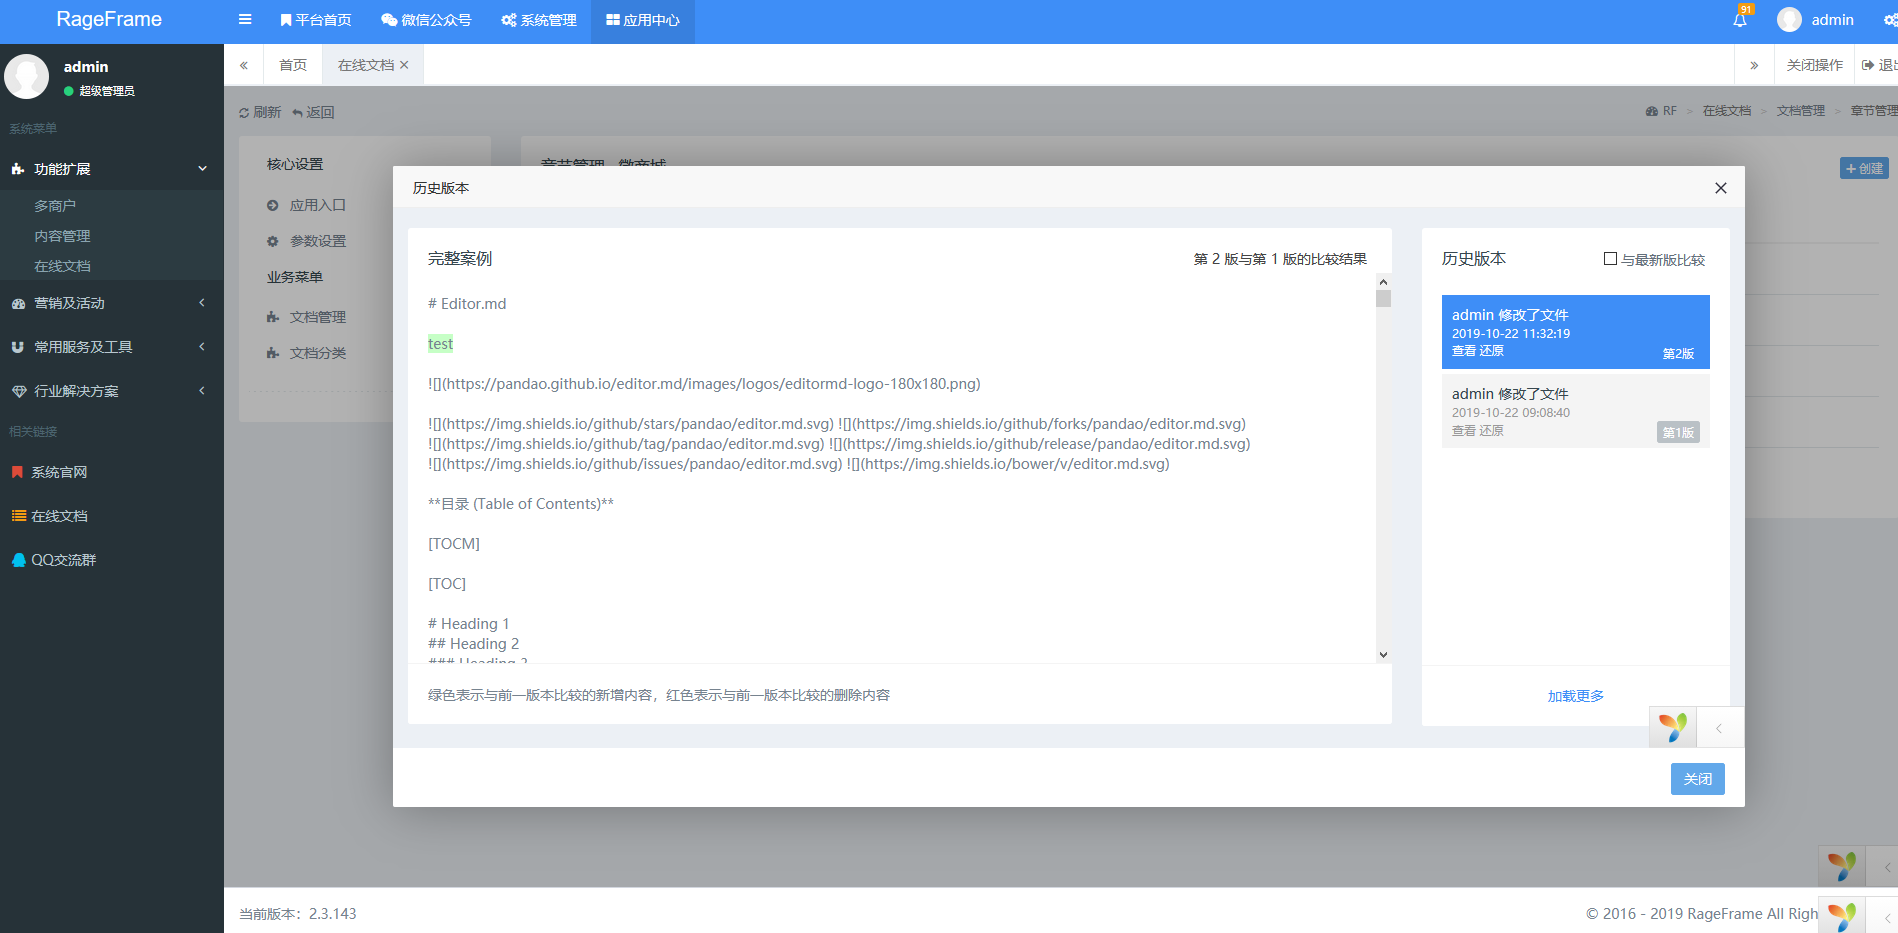 RageFrame
平台首页
微信公众号
系统管理
应用中心
91
admin
admin
超级管理员
系统菜单
功能扩展
多商户
内容管理
在线文档
营销及活动
常用服务及工具
行业解决方案
相关链接
系统官网
在线文档
QQ交流群
首页
在线文档
关闭操作
刷新 返回
RF > 在线文档 > 文档管理 > 章节管理
核心设置
应用入口
参数设置
业务菜单
文档管理
文档分类
创建
历史版本
完整案例
第 2 版与第 1 版的比较结果
# Editor.md
test
![](https://pandao.github.io/editor.md/images/logos/editormd-logo-180x180.png)
![](https://img.shields.io/github/stars/pandao/editor.md.svg) ![](https://img.shields.io/github/forks/pandao/editor.md.svg)
![](https://img.shields.io/github/tag/pandao/editor.md.svg) ![](https://img.shields.io/github/release/pandao/editor.md.svg)
![](https://img.shields.io/github/issues/pandao/editor.md.svg) ![](https://img.shields.io/bower/v/editor.md.svg)
**目录 (Table of Contents)**
[TOCM]
[TOC]
# Heading 1
## Heading 2
绿色表示与前一版本比较的新增内容，红色表示与前一版本比较的删除内容
历史版本
与最新版比较
admin 修改了文件
2019-10-22 11:32:19
查看 还原
第2版
admin 修改了文件
2019-10-22 09:08:40
查看 还原
第1版
加载更多
关闭
当前版本：2.3.143
© 2016 - 2019 RageFrame All